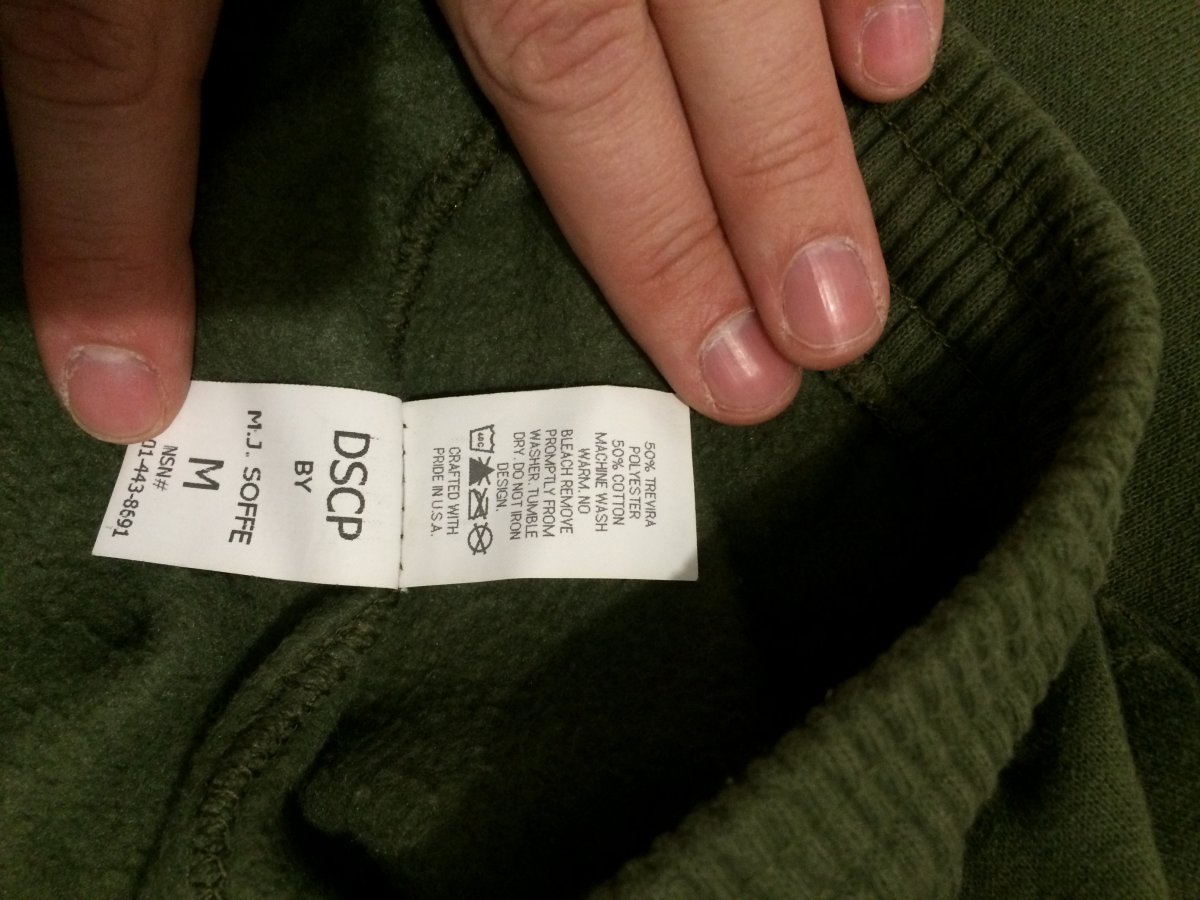 DSCP
BY
M.J. SOFFE
M
NSN#
01-443-8691
50% TREVIRA
POLYESTER
50% COTTON
MACHINE WASH
WARM. NO
BLEACH REMOVE
PROMPTLY FROM
WASHER. TUMBLE
DRY. DO NOT IRON
DESIGN.
CRAFTED WITH
PRIDE IN U.S.A.